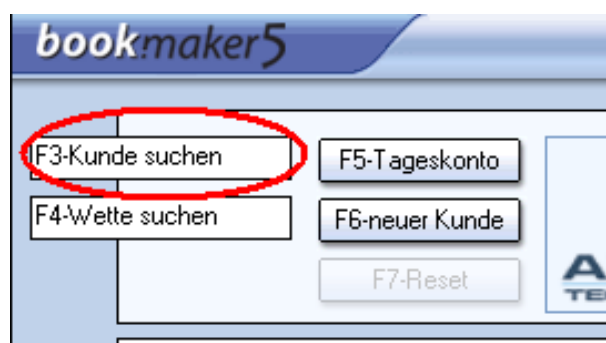 bookmaker5
F3-Kunde suchen
F5-Tageskonto
F4-Wette suchen
F6-neuer Kunde
F7-Reset